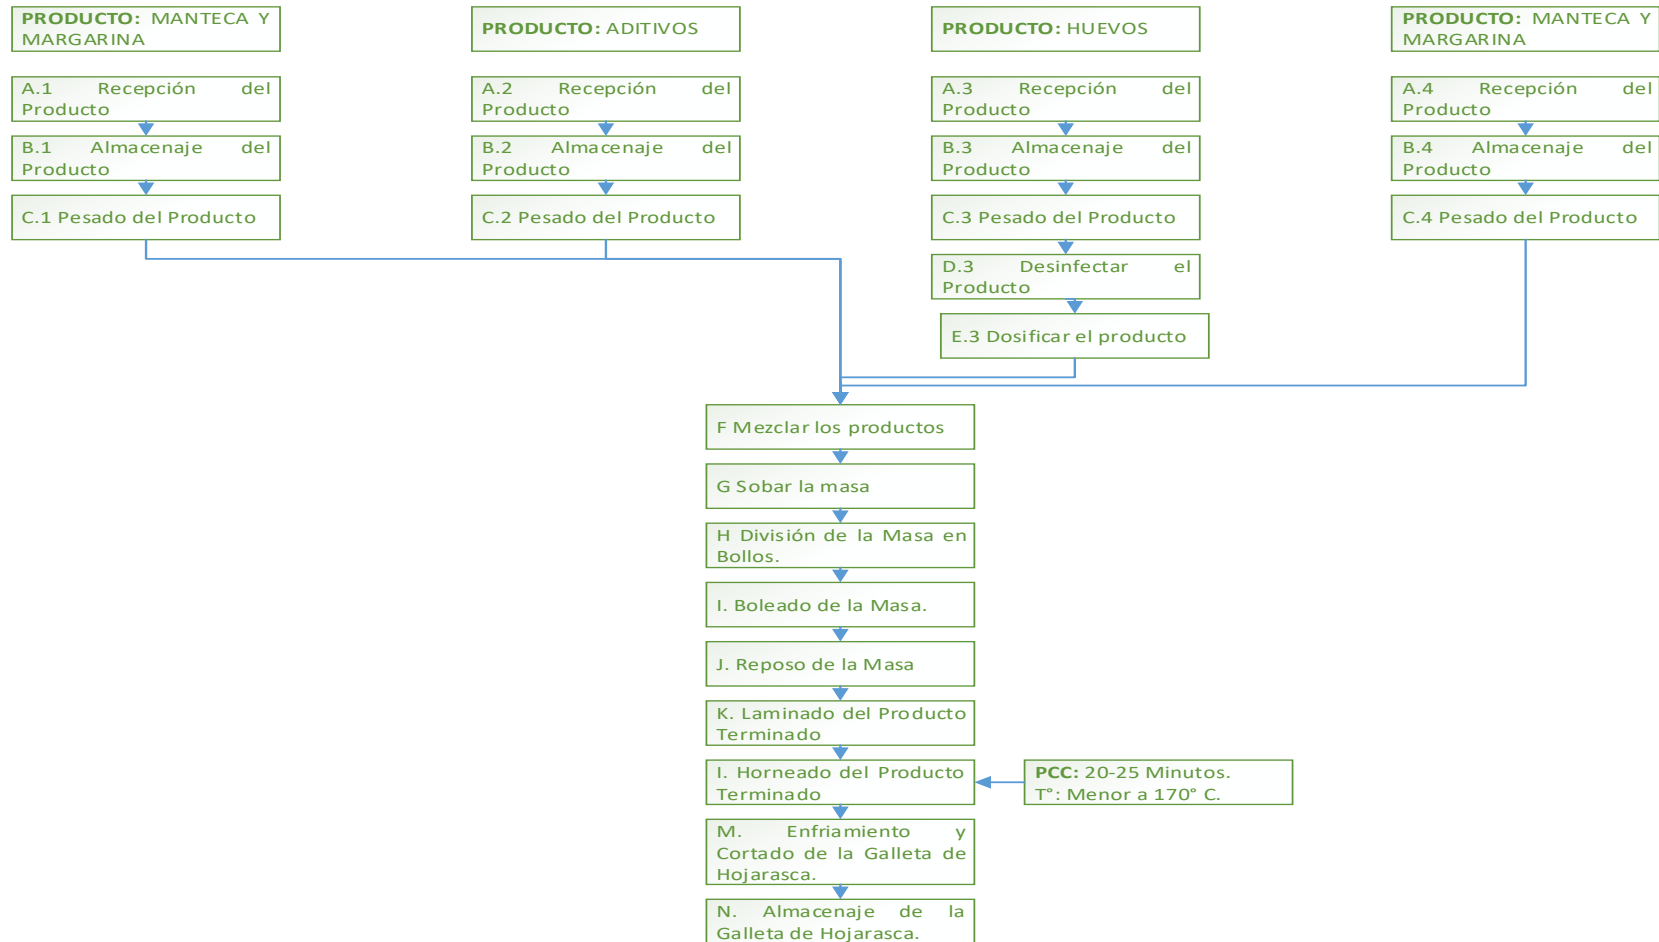 PRODUCTO: MANTECA Y
MARGARINA
A.1 Recepción del
Producto
B.1 Almacenaje del
Producto
C.1 Pesado del Producto
PRODUCTO: ADITIVOS
A.2 Recepción del
Producto
B.2 Almacenaje del
Producto
C.2 Pesado del Producto
PRODUCTO: HUEVOS
A.3 Recepción del
Producto
B.3 Almacenaje del
Producto
C.3 Pesado del Producto
D.3 Desinfectar el
Producto
E.3 Dosificar el producto
PRODUCTO: MANTECA Y
MARGARINA
A.4 Recepción del
Producto
B.4 Almacenaje del
Producto
C.4 Pesado del Producto
F Mezclar los productos
G Sobar la masa
H División de la Masa en
Bollos.
I. Boleado de la Masa.
J. Reposo de la Masa
K. Laminado del Producto
Terminado
I. Horneado del Producto
Terminado
PCC: 20-25 Minutos.
T°: Menor a 170° C.
M. Enfriamiento y
Cortado de la Galleta de
Hojarasca.
N. Almacenaje de la
Galleta de Hojarasca.